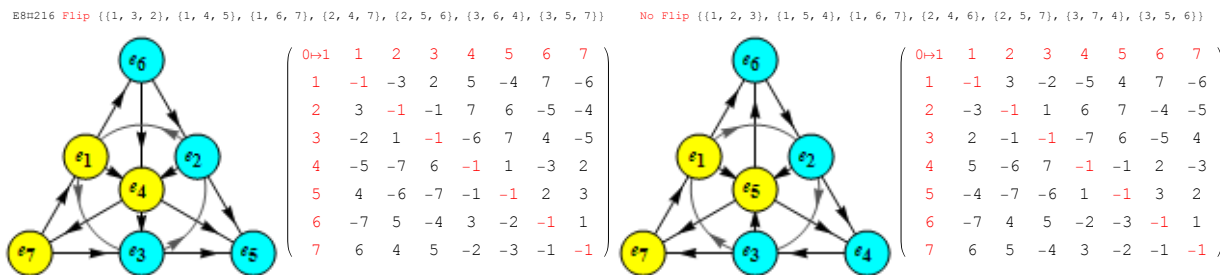 E8#216 Flip {{1, 3, 2}, {1, 4, 5}, {1, 6, 7}, {2, 4, 7}, {2, 5, 6}, {3, 6, 4}, {3, 5, 7}}
e6
e1
e2
e4
e7
e3
e5
0↦1 1 2 3 4 5 6 7
1 -1 -3 2 5 -4 7 -6
2 3 -1 -1 7 6 -5 -4
3 -2 1 -1 -6 7 4 -5
4 -5 -7 6 -1 1 -3 2
5 4 -6 -7 -1 -1 2 3
6 -7 5 -4 3 -2 -1 1
7 6 4 5 -2 -3 -1 -1
No Flip {{1, 2, 3}, {1, 5, 4}, {1, 6, 7}, {2, 4, 6}, {2, 5, 7}, {3, 7, 4}, {3, 5, 6}}
e6
e1
e2
e5
e7
e3
e4
0↦1 1 2 3 4 5 6 7
1 -1 3 -2 -5 4 7 -6
2 -3 -1 1 6 7 -4 -5
3 2 -1 -1 -7 6 -5 4
4 5 -6 7 -1 -1 2 -3
5 -4 -7 -6 1 -1 3 2
6 -7 4 5 -2 -3 -1 1
7 6 5 -4 3 -2 -1 -1